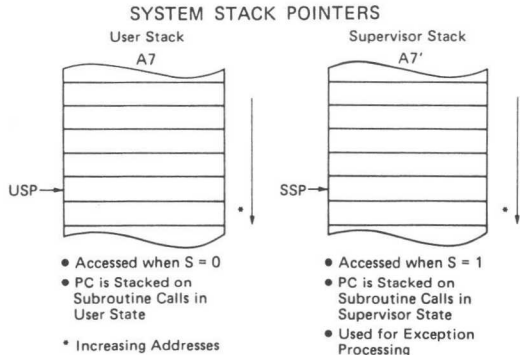 SYSTEM STACK POINTERS
User Stack
A7
USP
*
• Accessed when S = 0
• PC is Stacked on
Subroutine Calls in
User State
* Increasing Addresses
Supervisor Stack
A7'
SSP
*
• Accessed when S = 1
• PC is Stacked on
Subroutine Calls in
Supervisor State
• Used for Exception
Processing